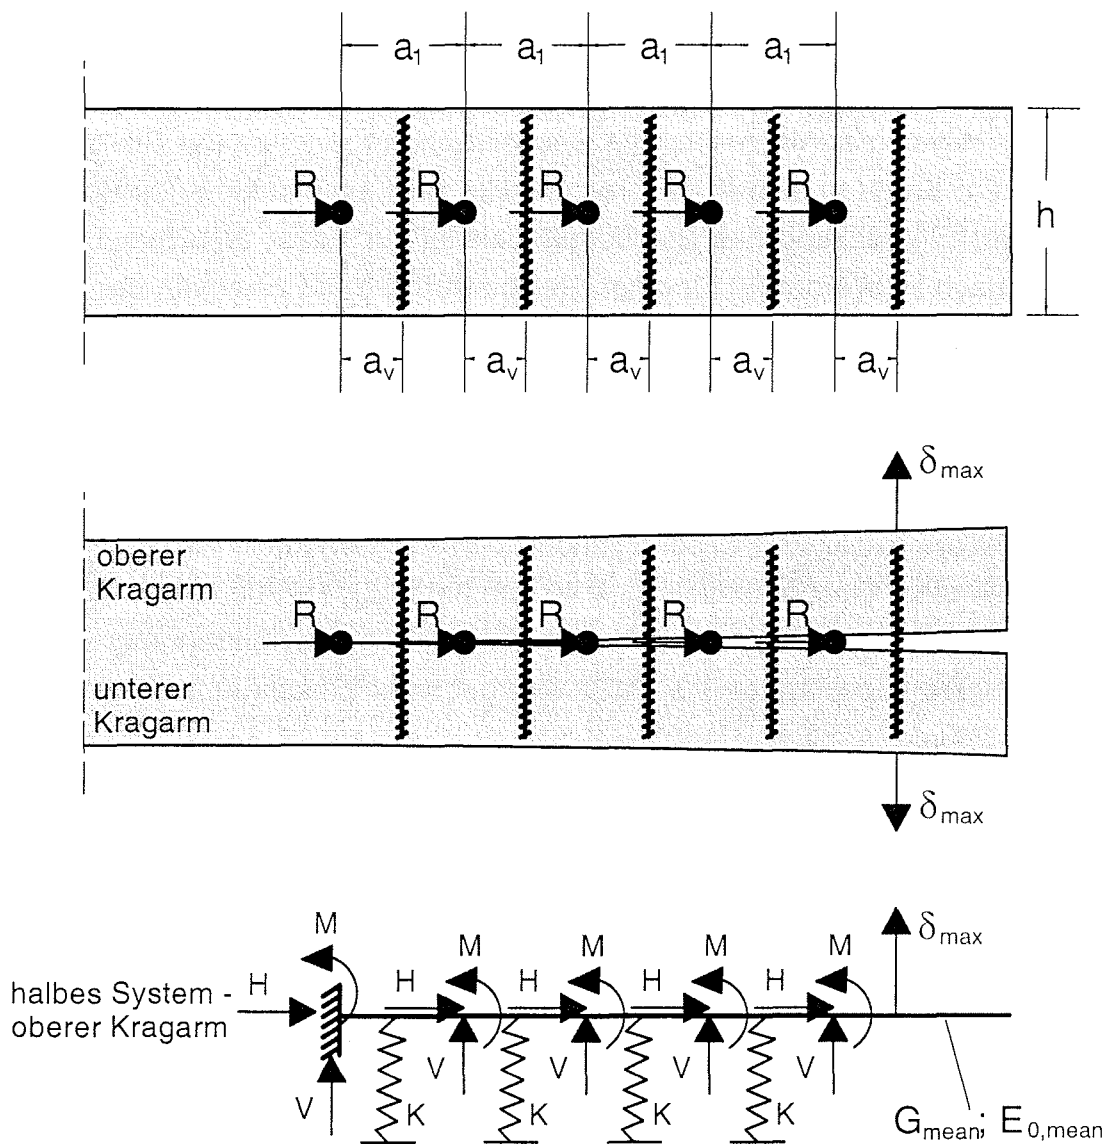 a₁ a₁ a₁ a₁
R R R R R
h
aᵥ aᵥ aᵥ aᵥ aᵥ
δmax
oberer
Kragarm
R R R R R
unterer
Kragarm
δmax
M M M M M
δmax
halbes System -
oberer Kragarm
H H H H H
V V V V V
K K K K
Gmean; E0,mean